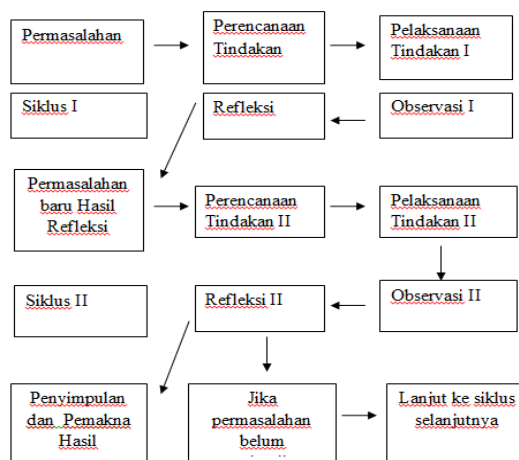 Permasalahan
Perencanaan
Tindakan
Pelaksanaan
Tindakan I
Siklus I
Refleksi
Observasi I
Permasalahan
baru Hasil
Refleksi
Perencanaan
Tindakan II
Pelaksanaan
Tindakan II
Siklus II
Refleksi II
Observasi II
Penyimpulan
dan Pemakna
Hasil
Jika
permasalahan
belum
Lanjut ke siklus
selanjutnya